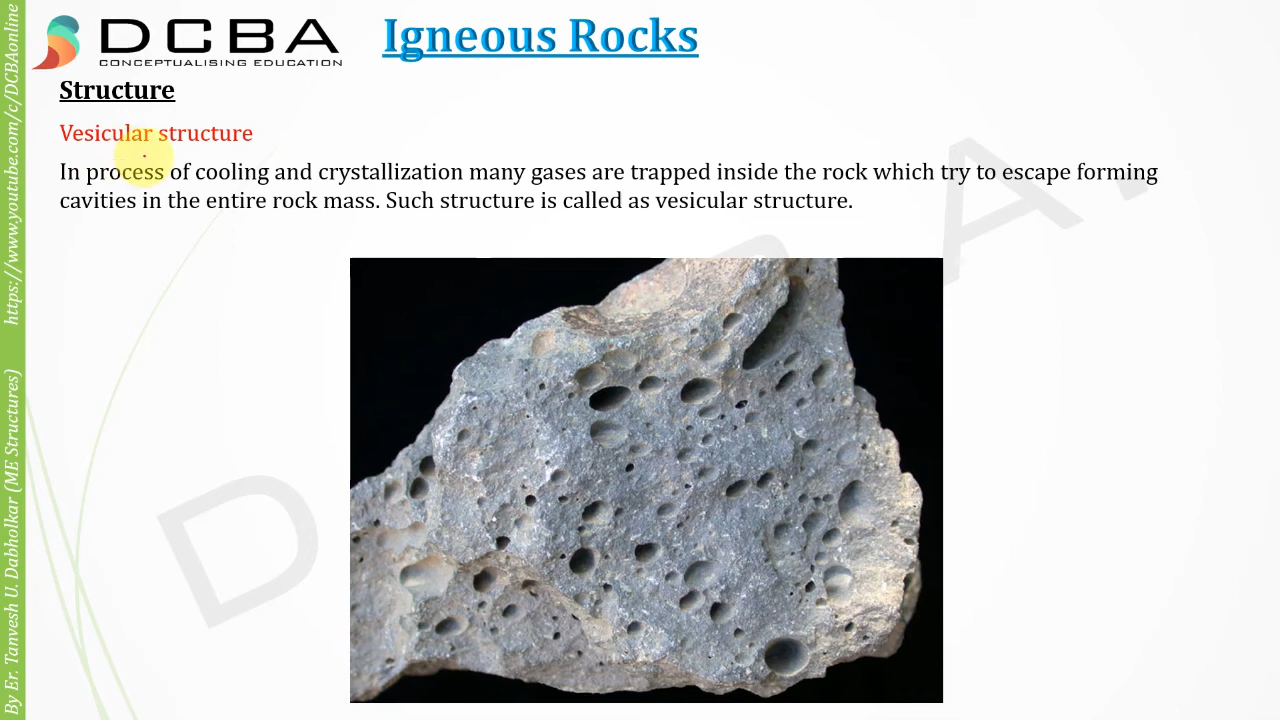 DCBA
CONCEPTUALISING EDUCATION
Igneous Rocks
Structure
Vesicular structure
In process of cooling and crystallization many gases are trapped inside the rock which try to escape forming
cavities in the entire rock mass. Such structure is called as vesicular structure.
By Er. Tanvesh U. Dabholkar (ME Structures) https://www.youtube.com/c/DCBAonline
D C B A .